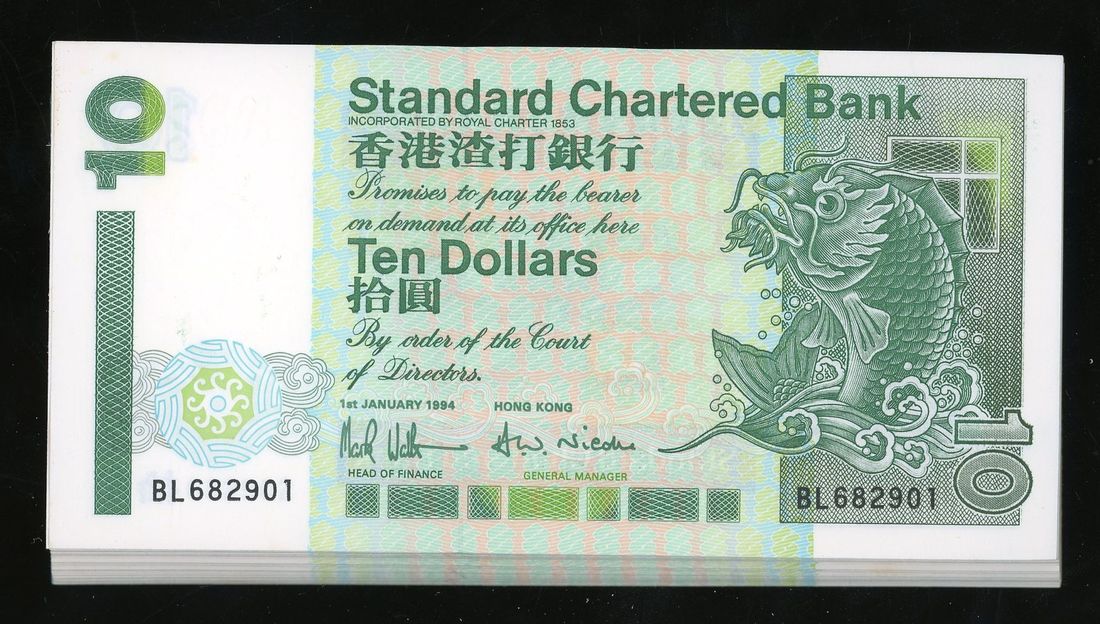 10
Standard Chartered Bank
INCORPORATED BY ROYAL CHARTER 1853
香港渣打銀行
Promises to pay the bearer
on demand at its office here
Ten Dollars
拾圓
By order of the Court
of Directors.
1st JANUARY 1994 HONG KONG
HEAD OF FINANCE GENERAL MANAGER
BL682901 BL682901
10